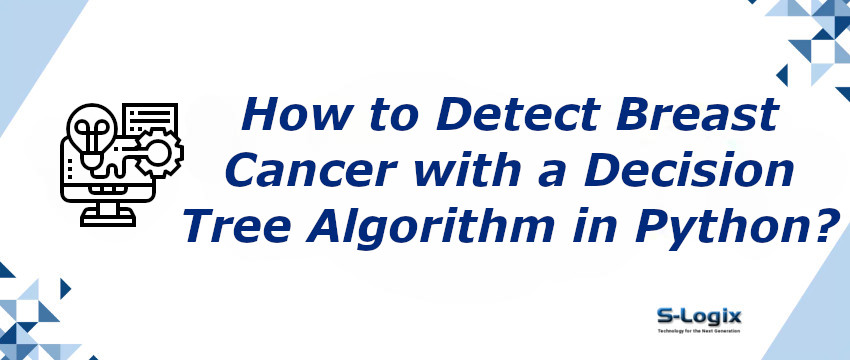 How to Detect Breast
Cancer with a Decision
Tree Algorithm in Python?
S-Logix
Technology for the Next Generation